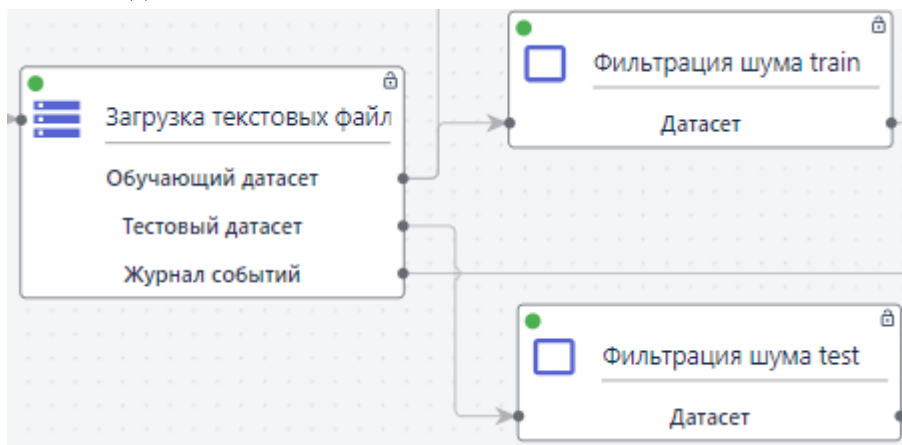 Фильтрация шума train
Датасет
Загрузка текстовых файл
Обучающий датасет
Тестовый датасет
Журнал событий
Фильтрация шума test
Датасет